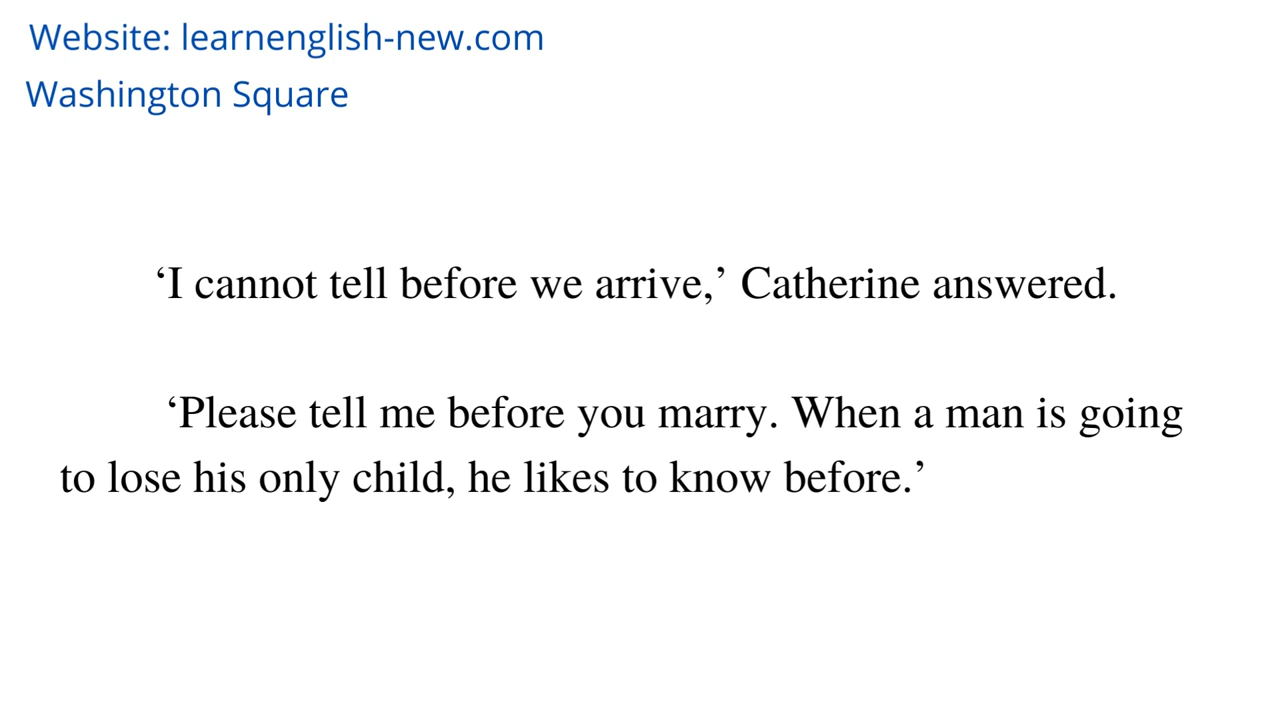 Website: learnenglish-new.com
Washington Square
‘I cannot tell before we arrive,’ Catherine answered.
‘Please tell me before you marry. When a man is going
to lose his only child, he likes to know before.’